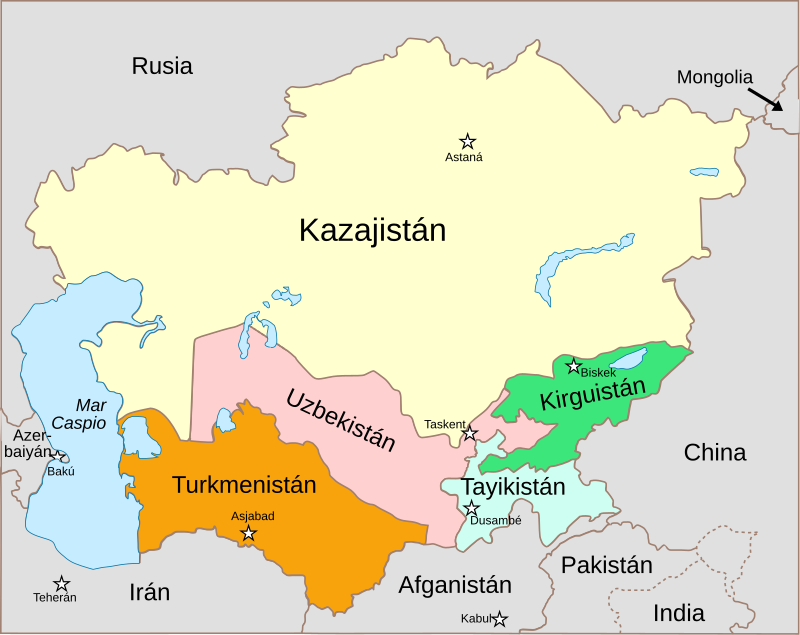 Rusia
Mongolia
Astaná
Kazajistán
Biskek
Kirguistán
Mar
Caspio
Uzbekistán
Taskent
Azer-
baiyán
Bakú
China
Turkmenistán
Tayikistán
Asjabad
Dusambé
Pakistán
Afganistán
Irán
Teherán
Kabul
India